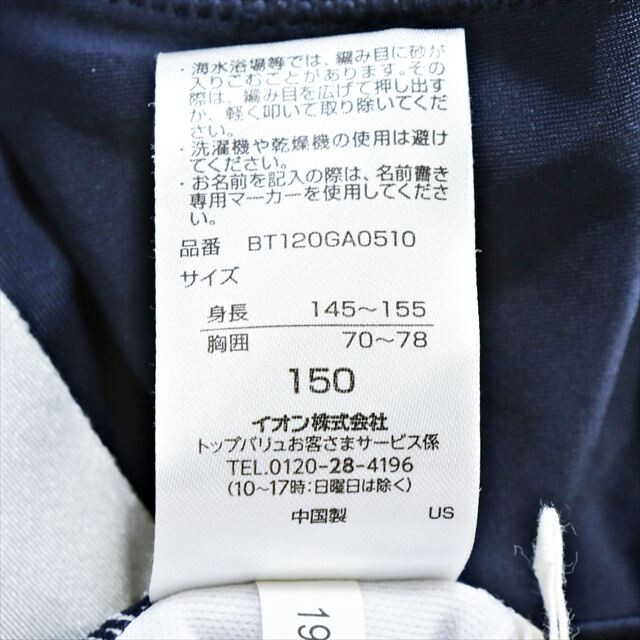 ・海水浴場等では、編み目に砂が
入りこむことがあります。その
際は、編み目を広げて押し出す
か、軽く叩いて取り除いてくだ
さい。
・洗濯機や乾燥機の使用は避け
てください。
・お名前を記入の際は、名前書き
専用マーカーを使用してくださ
い。
品番 BT120GA0510
サイズ
身長 145～155
胸囲 70～78
150
イオン株式会社
トップバリュお客さまサービス係
TEL.0120-28-4196
(10～17時:日曜日は除く)
中国製 US
19